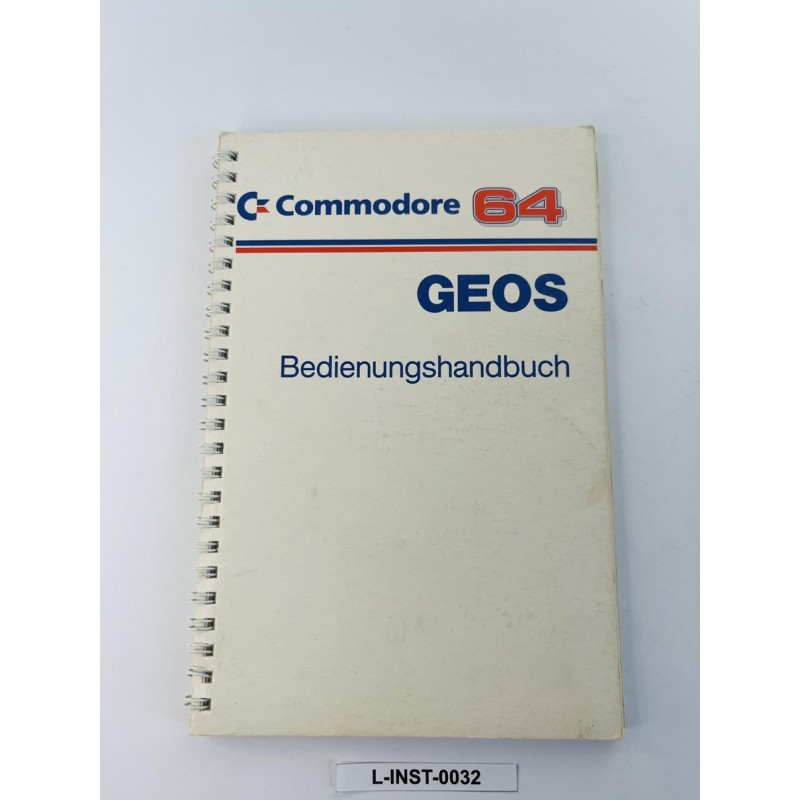 Commodore 64
GEOS
Bedienungshandbuch
L-INST-0032